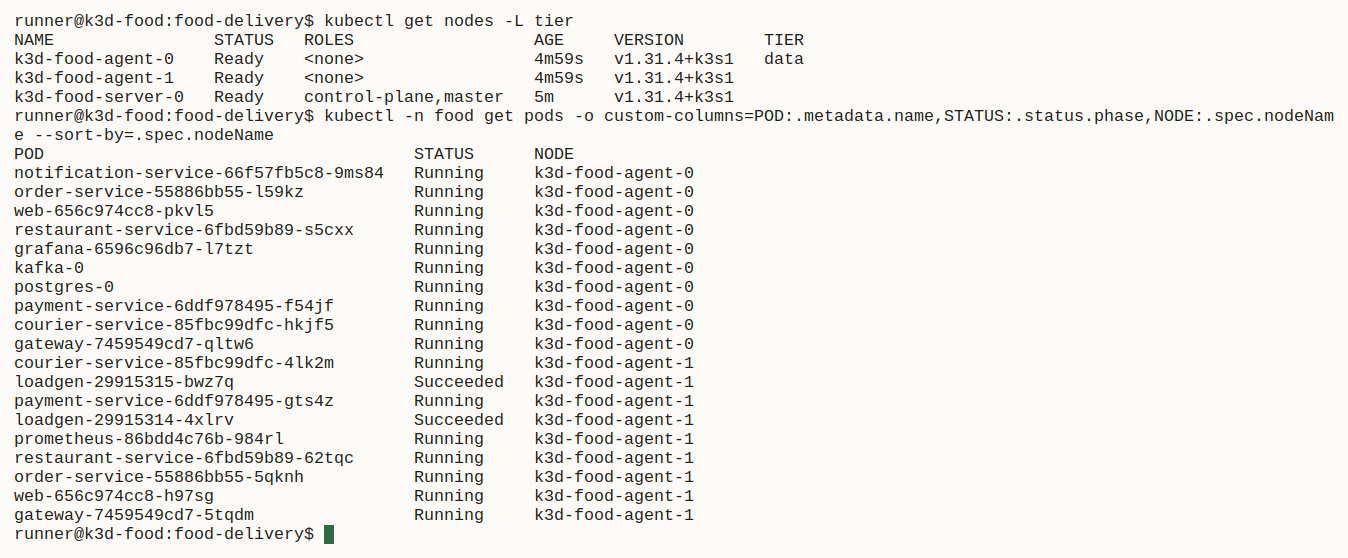 runner@k3d-food:food-delivery$ kubectl get nodes -L tier
NAME                STATUS   ROLES                  AGE     VERSION        TIER
k3d-food-agent-0    Ready    <none>                 4m59s   v1.31.4+k3s1   data
k3d-food-agent-1    Ready    <none>                 4m59s   v1.31.4+k3s1
k3d-food-server-0   Ready    control-plane,master   5m      v1.31.4+k3s1
runner@k3d-food:food-delivery$ kubectl -n food get pods -o custom-columns=POD:.metadata.name,STATUS:.status.phase,NODE:.spec.nodeNam
e --sort-by=.spec.nodeName
POD                                     STATUS      NODE
notification-service-66f57fb5c8-9ms84   Running     k3d-food-agent-0
order-service-55886bb55-l59kz           Running     k3d-food-agent-0
web-656c974cc8-pkvl5                    Running     k3d-food-agent-0
restaurant-service-6fbd59b89-s5cxx      Running     k3d-food-agent-0
grafana-6596c96db7-l7tzt                Running     k3d-food-agent-0
kafka-0                                 Running     k3d-food-agent-0
postgres-0                              Running     k3d-food-agent-0
payment-service-6ddf978495-f54jf        Running     k3d-food-agent-0
courier-service-85fbc99dfc-hkjf5        Running     k3d-food-agent-0
gateway-7459549cd7-qltw6                Running     k3d-food-agent-0
courier-service-85fbc99dfc-4lk2m        Running     k3d-food-agent-1
loadgen-29915315-bwz7q                  Succeeded   k3d-food-agent-1
payment-service-6ddf978495-gts4z        Running     k3d-food-agent-1
loadgen-29915314-4xlrv                  Succeeded   k3d-food-agent-1
prometheus-86bdd4c76b-984rl             Running     k3d-food-agent-1
restaurant-service-6fbd59b89-62tqc      Running     k3d-food-agent-1
order-service-55886bb55-5qknh           Running     k3d-food-agent-1
web-656c974cc8-h97sg                    Running     k3d-food-agent-1
gateway-7459549cd7-5tqdm                Running     k3d-food-agent-1
runner@k3d-food:food-delivery$